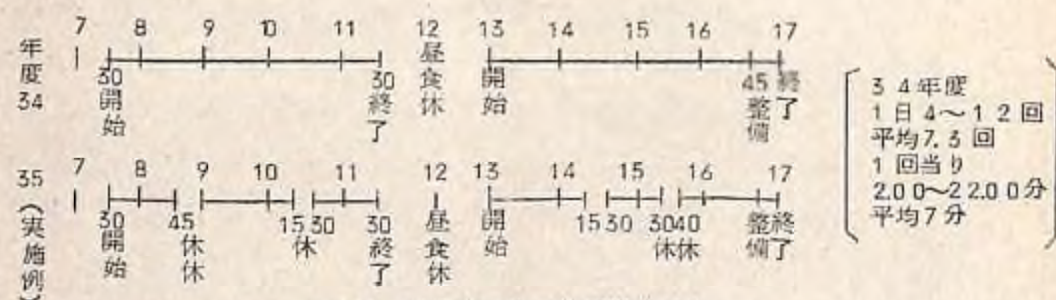 年度34
7 8 9 10 11 12 13 14 15 16 17
30開始 30終了 昼食休 開始 45整備 終了
35(実施例)
7 8 9 10 11 12 13 14 15 16 17
30開始 45休休 15 30休 30終了 昼食休 開始 15 30 30 40休休 整備 終了
34年度
1日4〜12回
平均7.3回
1回当り
2.00〜22.00分
平均7分